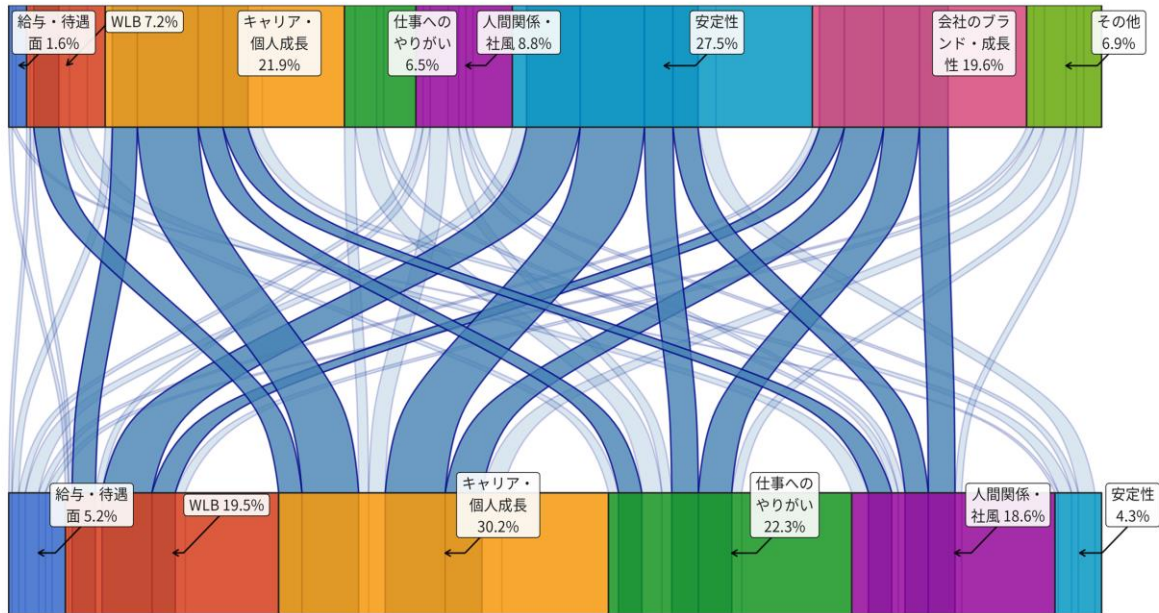 給与・待遇
面 1.6%
WLB 7.2%
キャリア・
個人成長
21.9%
仕事への
やりがい
6.5%
人間関係・
社風 8.8%
安定性
27.5%
会社のブラ
ンド・成長
性 19.6%
その他
6.9%
給与・待遇
面 5.2%
WLB 19.5%
キャリア・
個人成長
30.2%
仕事への
やりがい
22.3%
人間関係・
社風 18.6%
安定性
4.3%